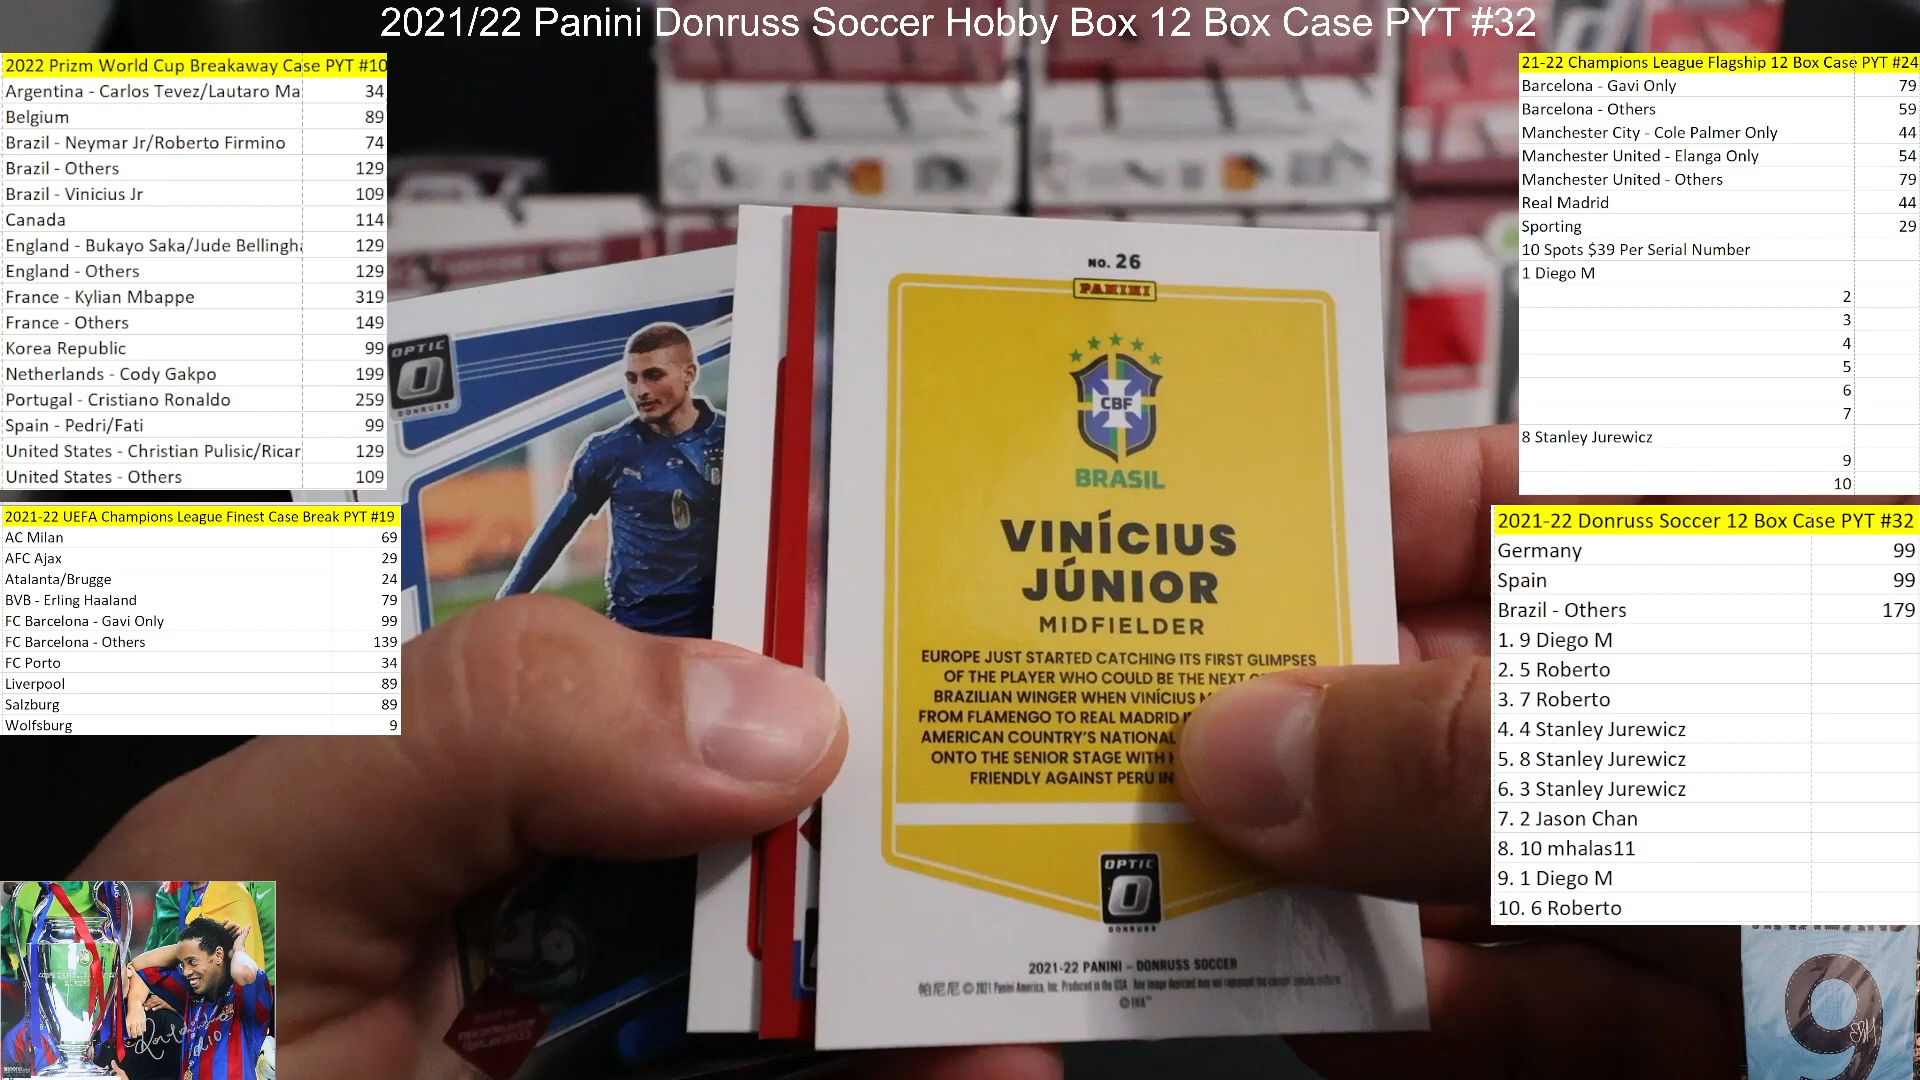 2021/22 Panini Donruss Soccer Hobby Box 12 Box Case PYT #32
2022 Prizm World Cup Breakaway Case PYT #10
Argentina - Carlos Tevez/Lautaro Ma 34
Belgium 89
Brazil - Neymar Jr/Roberto Firmino 74
Brazil - Others 129
Brazil - Vinicius Jr 109
Canada 114
England - Bukayo Saka/Jude Bellingh 129
England - Others 129
France - Kylian Mbappe 319
France - Others 149
Korea Republic 99
Netherlands - Cody Gakpo 199
Portugal - Cristiano Ronaldo 259
Spain - Pedri/Fati 99
United States - Christian Pulisic/Ricar 129
United States - Others 109
2021-22 UEFA Champions League Finest Case Break PYT #19
AC Milan 69
AFC Ajax 29
Atalanta/Brugge 24
BVB - Erling Haaland 79
FC Barcelona - Gavi Only 99
FC Barcelona - Others 139
FC Porto 34
Liverpool 89
Salzburg 89
Wolfsburg 9
OPTIC
DONRUSS
NO. 26
PANINI
CBF
BRASIL
VINÍCIUS
JÚNIOR
MIDFIELDER
EUROPE JUST STARTED CATCHING ITS FIRST GLIMPSES
OF THE PLAYER WHO COULD BE THE NEXT
BRAZILIAN WINGER WHEN VINÍCIUS
FROM FLAMENGO TO REAL MADRID
AMERICAN COUNTRY'S NATIONAL
ONTO THE SENIOR STAGE WITH
FRIENDLY AGAINST PERU IN
OPTIC
DONRUSS
2021-22 PANINI – DONRUSS SOCCER
帕尼尼 © 2021 Panini America, Inc. Produced in the USA.
© FIFA™
21-22 Champions League Flagship 12 Box Case PYT #24
Barcelona - Gavi Only 79
Barcelona - Others 59
Manchester City - Cole Palmer Only 44
Manchester United - Elanga Only 54
Manchester United - Others 79
Real Madrid 44
Sporting 29
10 Spots $39 Per Serial Number
1 Diego M
2
3
4
5
6
7
8 Stanley Jurewicz
9
10
2021-22 Donruss Soccer 12 Box Case PYT #32
Germany 99
Spain 99
Brazil - Others 179
1. 9 Diego M
2. 5 Roberto
3. 7 Roberto
4. 4 Stanley Jurewicz
5. 8 Stanley Jurewicz
6. 3 Stanley Jurewicz
7. 2 Jason Chan
8. 10 mhalas11
9. 1 Diego M
10. 6 Roberto
9